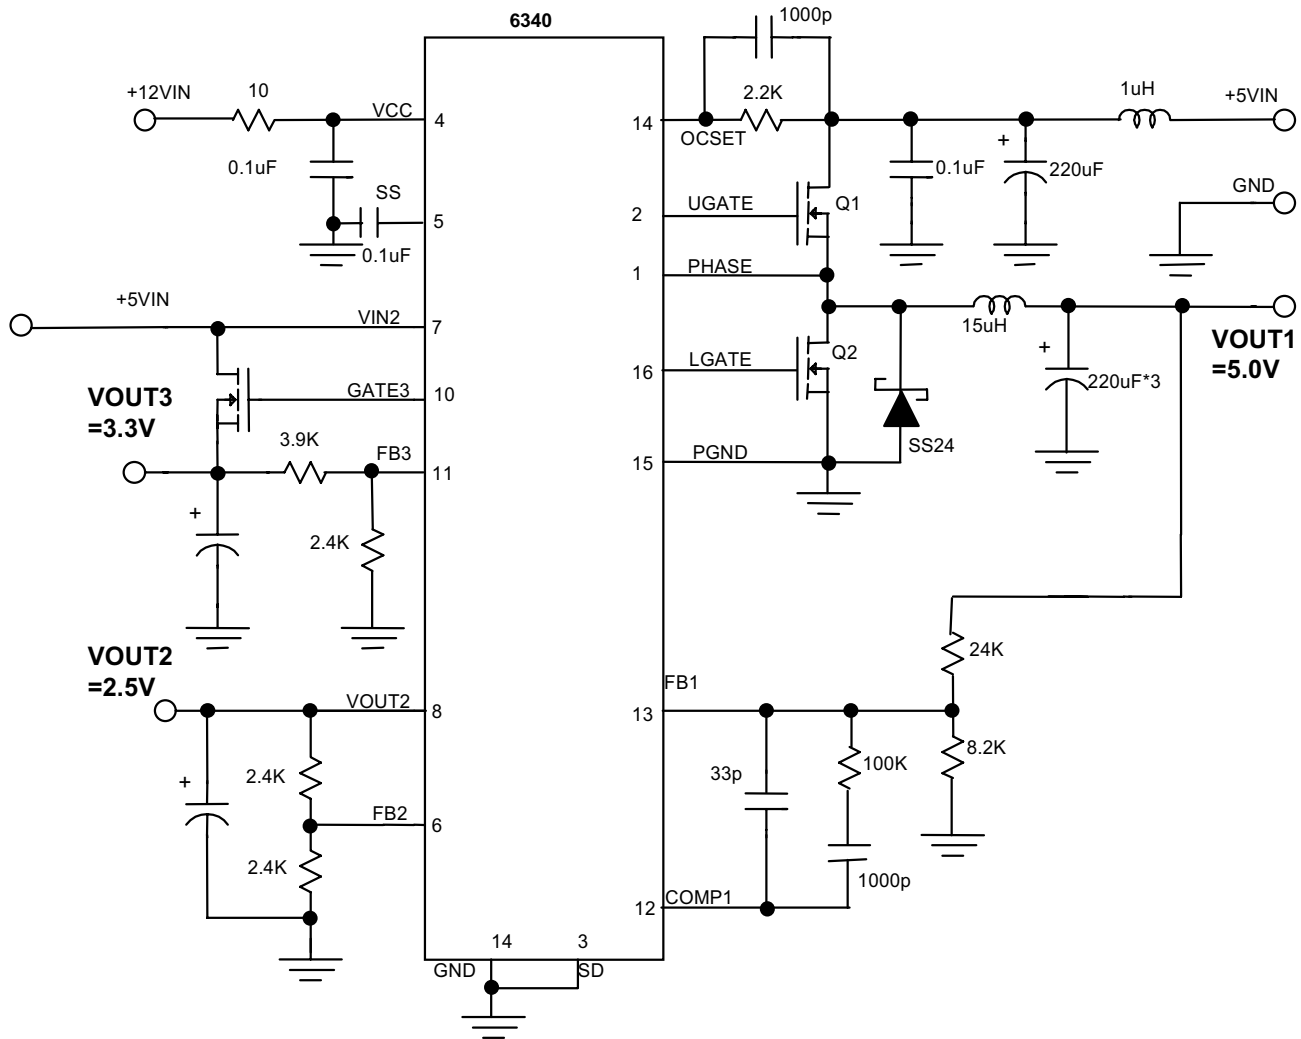 6340
1000p
+12VIN
10
VCC
4
0.1uF
SS
5
0.1uF
14
OCSET
2.2K
1uH
+5VIN
0.1uF
+
220uF
GND
2
UGATE
Q1
1
PHASE
+5VIN
VIN2
7
15uH
VOUT1
=5.0V
16
LGATE
Q2
+
220uF*3
SS24
15
PGND
VOUT3
=3.3V
GATE3
10
3.9K
FB3
11
+
2.4K
VOUT2
=2.5V
VOUT2
8
+
2.4K
FB2
6
2.4K
24K
FB1
13
8.2K
33p
100K
1000p
12
COMP1
14
3
GND
SD